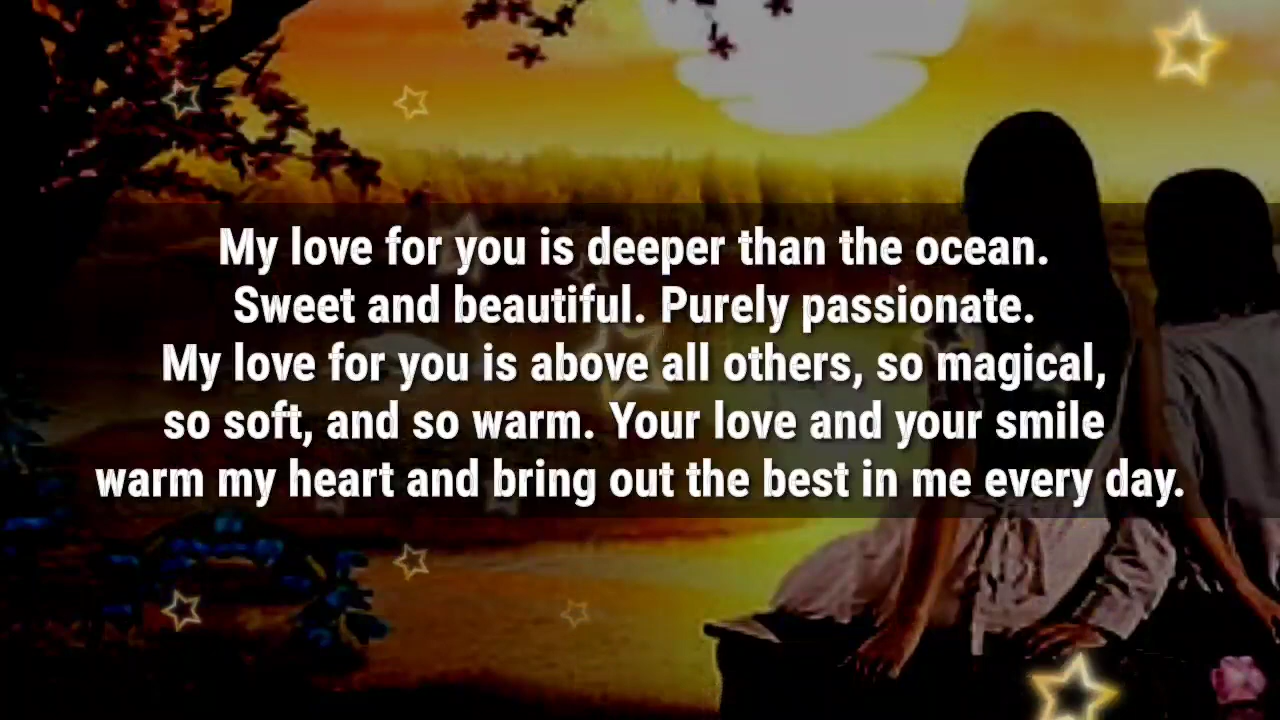 My love for you is deeper than the ocean.
Sweet and beautiful. Purely passionate.
My love for you is above all others, so magical,
so soft, and so warm. Your love and your smile
warm my heart and bring out the best in me every day.